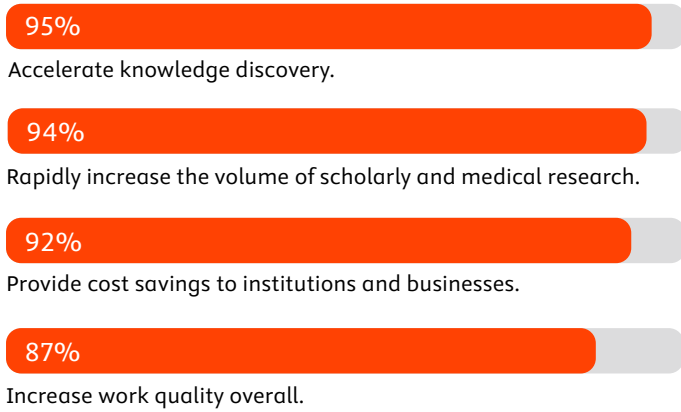 95%
Accelerate knowledge discovery.
94%
Rapidly increase the volume of scholarly and medical research.
92%
Provide cost savings to institutions and businesses.
87%
Increase work quality overall.